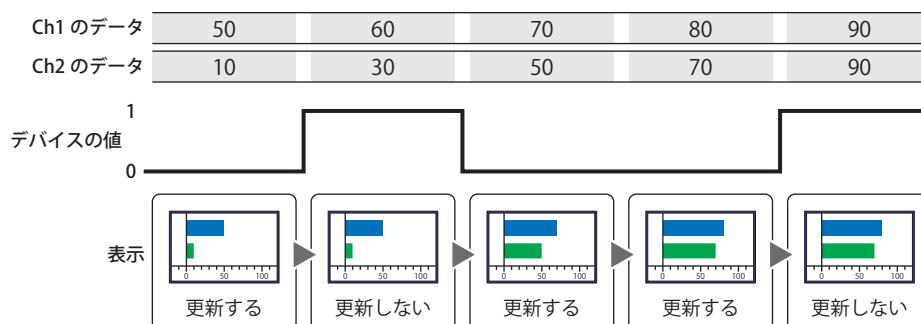 Ch1 のデータ 50 60 70 80 90
Ch2 のデータ 10 30 50 70 90
1
デバイスの値
0
表示
0 50 100 0 50 100 0 50 100 0 50 100 0 50 100
更新する 更新しない 更新する 更新する 更新しない